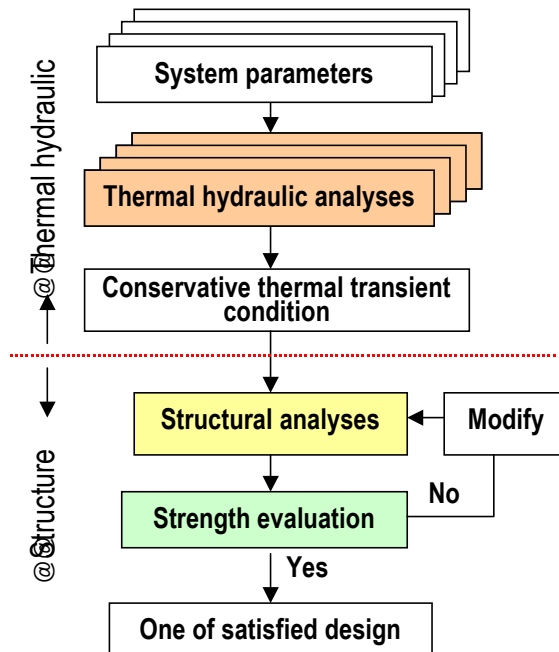 System parameters
Thermal hydraulic analyses
Conservative thermal transient
condition
Structural analyses
Modify
No
Strength evaluation
Yes
One of satisfied design
@Thermal hydraulic
@Structure